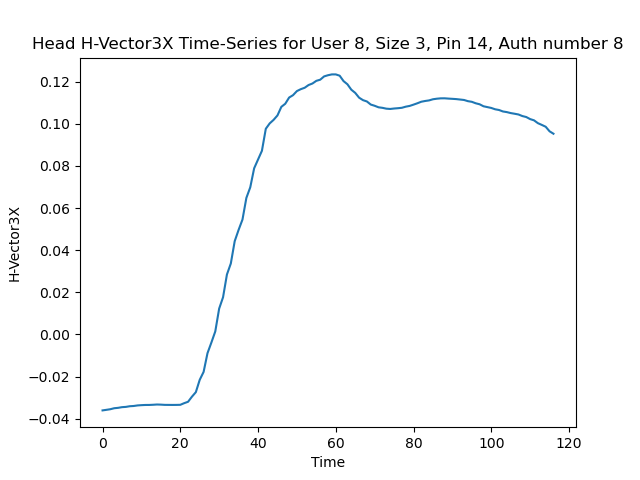 Head H-Vector3X Time-Series for User 8, Size 3, Pin 14, Auth number 8
H-Vector3X
0.12
0.10
0.08
0.06
0.04
0.02
0.00
−0.02
−0.04
0 20 40 60 80 100 120
Time